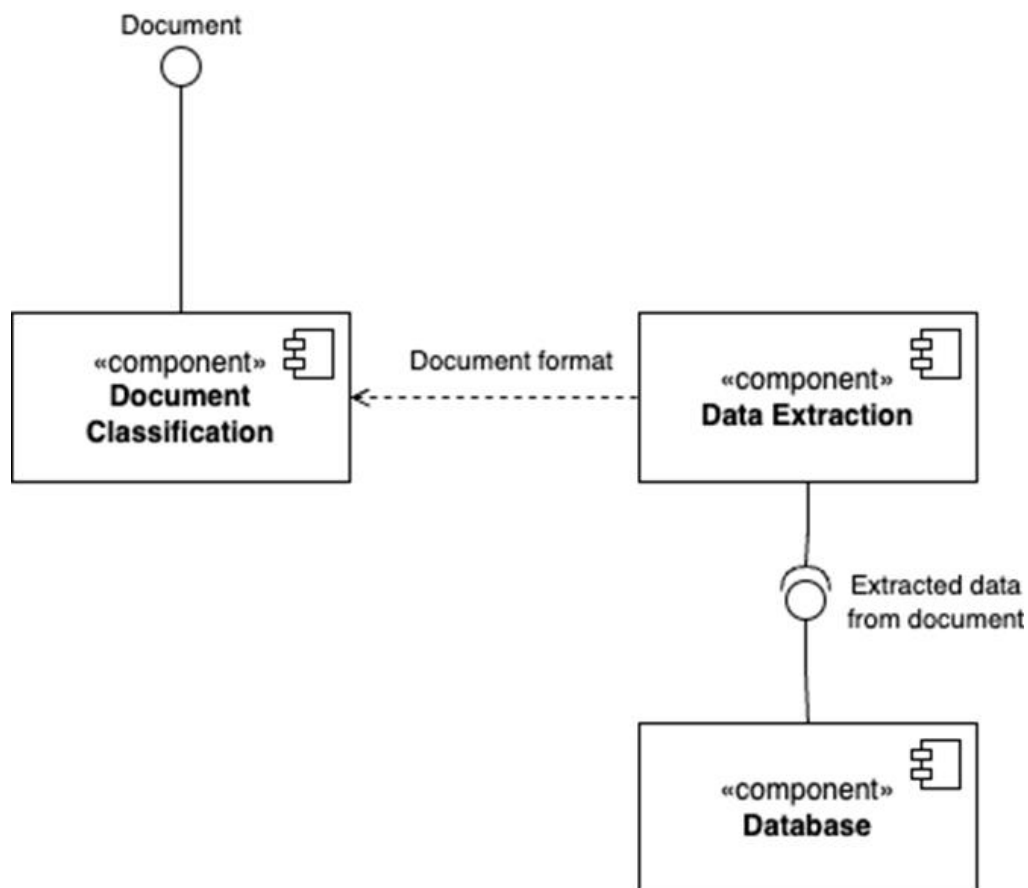 Document
«component»
Document
Classification
Document format
«component»
Data Extraction
Extracted data
from document
«component»
Database